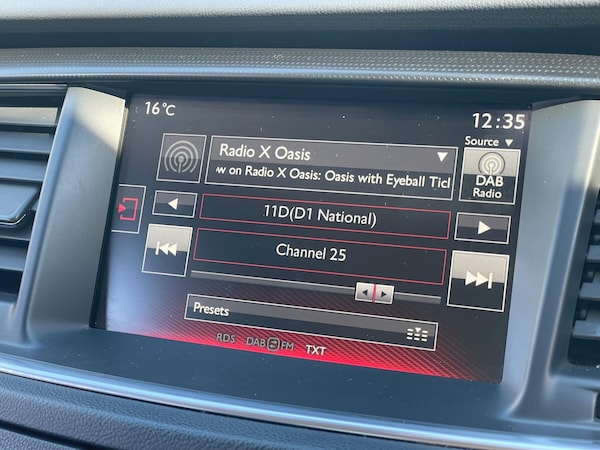 16°C
12:35
Source ▼
Radio X Oasis
w on Radio X Oasis: Oasis with Eyeball Ticl
DAB
Radio
11D(D1 National)
Channel 25
Presets
RDS DAB FM TXT